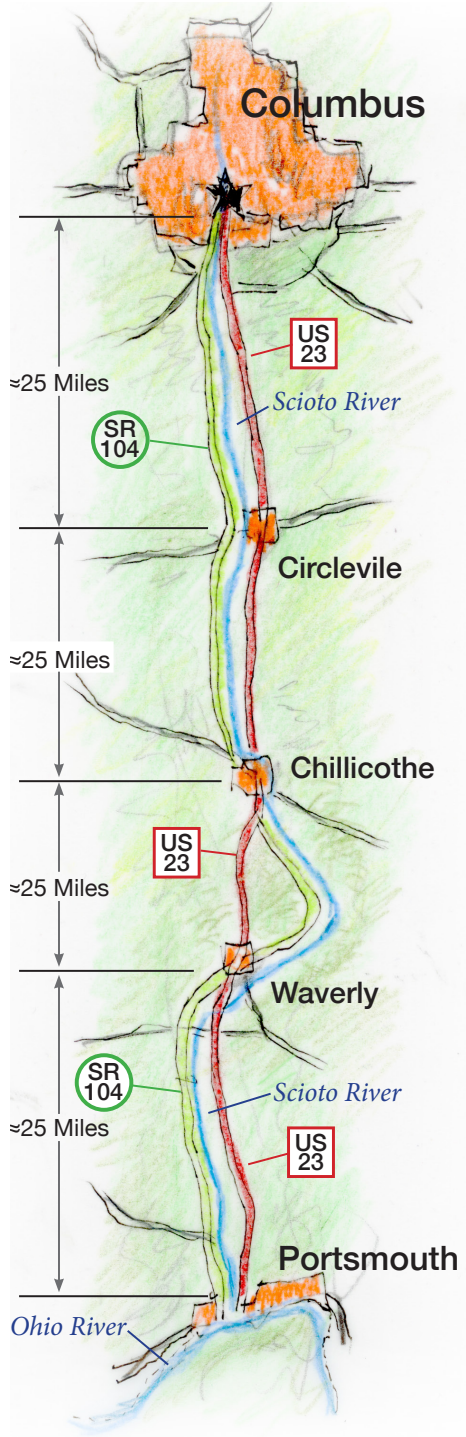 Columbus
US
23
≈25 Miles
Scioto River
SR
104
Circlevile
≈25 Miles
Chillicothe
US
23
≈25 Miles
Waverly
SR
104
Scioto River
≈25 Miles
US
23
Portsmouth
Ohio River